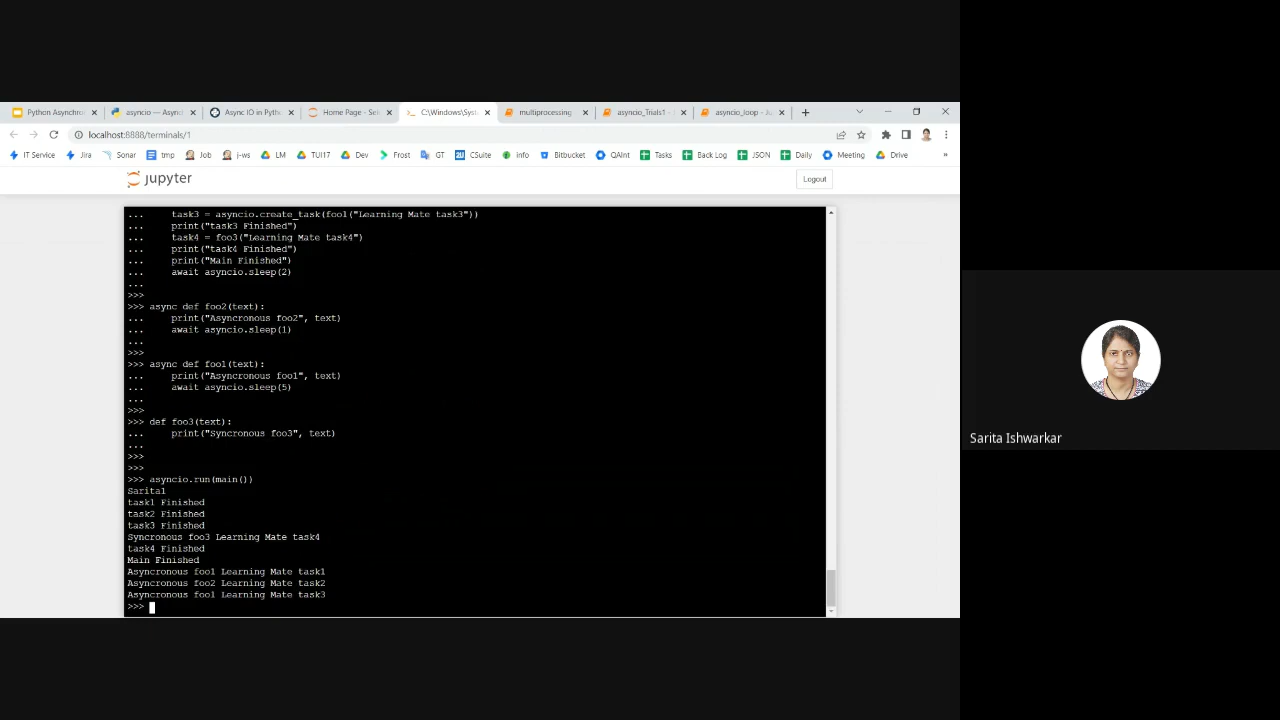 Python Asynchro
asyncio — Async
Async IO in Pyth
Home Page - Sele
C:\Windows\Syst
multiprocessing
asyncio_Trials1 -
asyncio_loop - Ju
localhost:8888/terminals/1
IT Service
Jira
Sonar
tmp
Job
j-ws
LM
TUI17
Dev
Frost
GT
CSuite
info
Bitbucket
QAInt
Tasks
Back Log
JSON
Daily
Meeting
Drive
»
jupyter
Logout
... task3 = asyncio.create_task(foo1("Learning Mate task3"))
... print("task3 Finished")
... task4 = foo3("Learning Mate task4")
... print("task4 Finished")
... print("Main Finished")
... await asyncio.sleep(2)
...
>>>
>>> async def foo2(text):
... print("Asyncronous foo2", text)
... await asyncio.sleep(1)
...
>>>
>>> async def foo1(text):
... print("Asyncronous foo1", text)
... await asyncio.sleep(5)
...
>>>
>>> def foo3(text):
... print("Syncronous foo3", text)
...
>>>
>>>
>>> asyncio.run(main())
Sarita1
task1 Finished
task2 Finished
task3 Finished
Syncronous foo3 Learning Mate task4
task4 Finished
Main Finished
Asyncronous foo1 Learning Mate task1
Asyncronous foo2 Learning Mate task2
Asyncronous foo1 Learning Mate task3
>>>
Sarita Ishwarkar